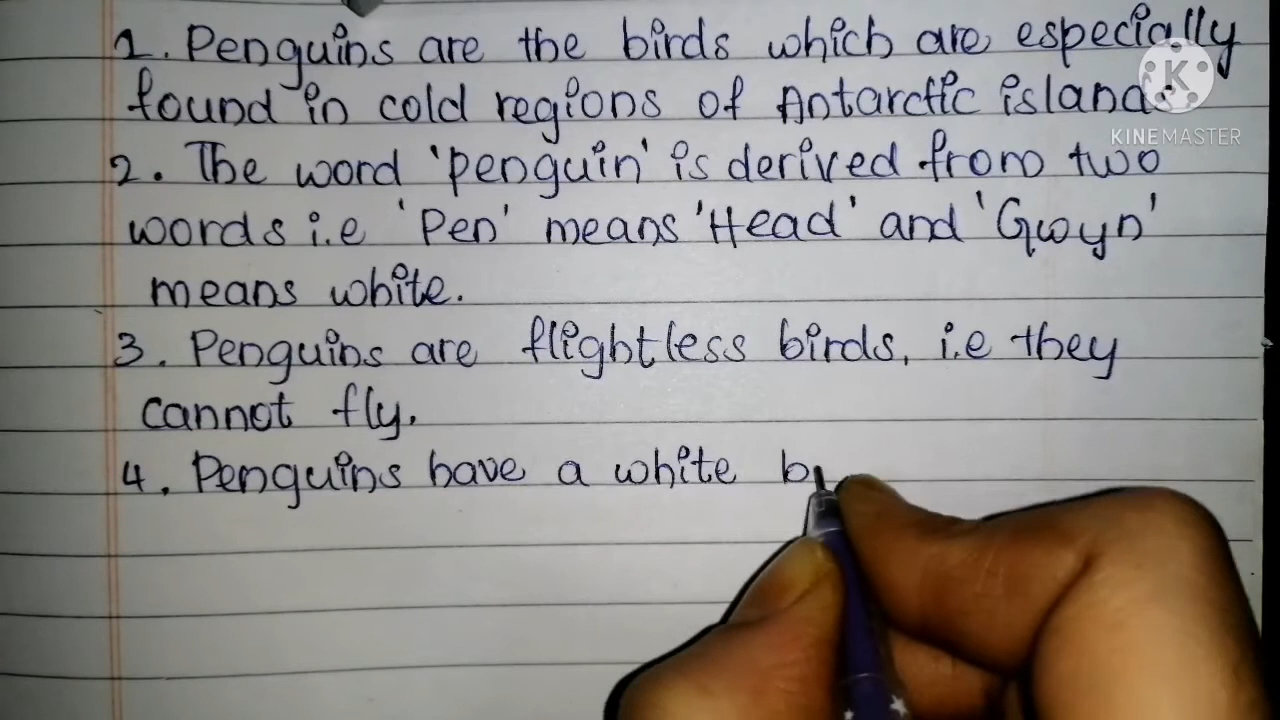 1. Penguins are the birds which are especially
found in cold regions of Antarctic island.
2. The word 'penguin' is derived from two
words i.e 'Pen' means 'Head' and 'Gwyn'
means white.
3. Penguins are flightless birds, i.e they
cannot fly.
4. Penguins have a white b
K
KINEMASTER